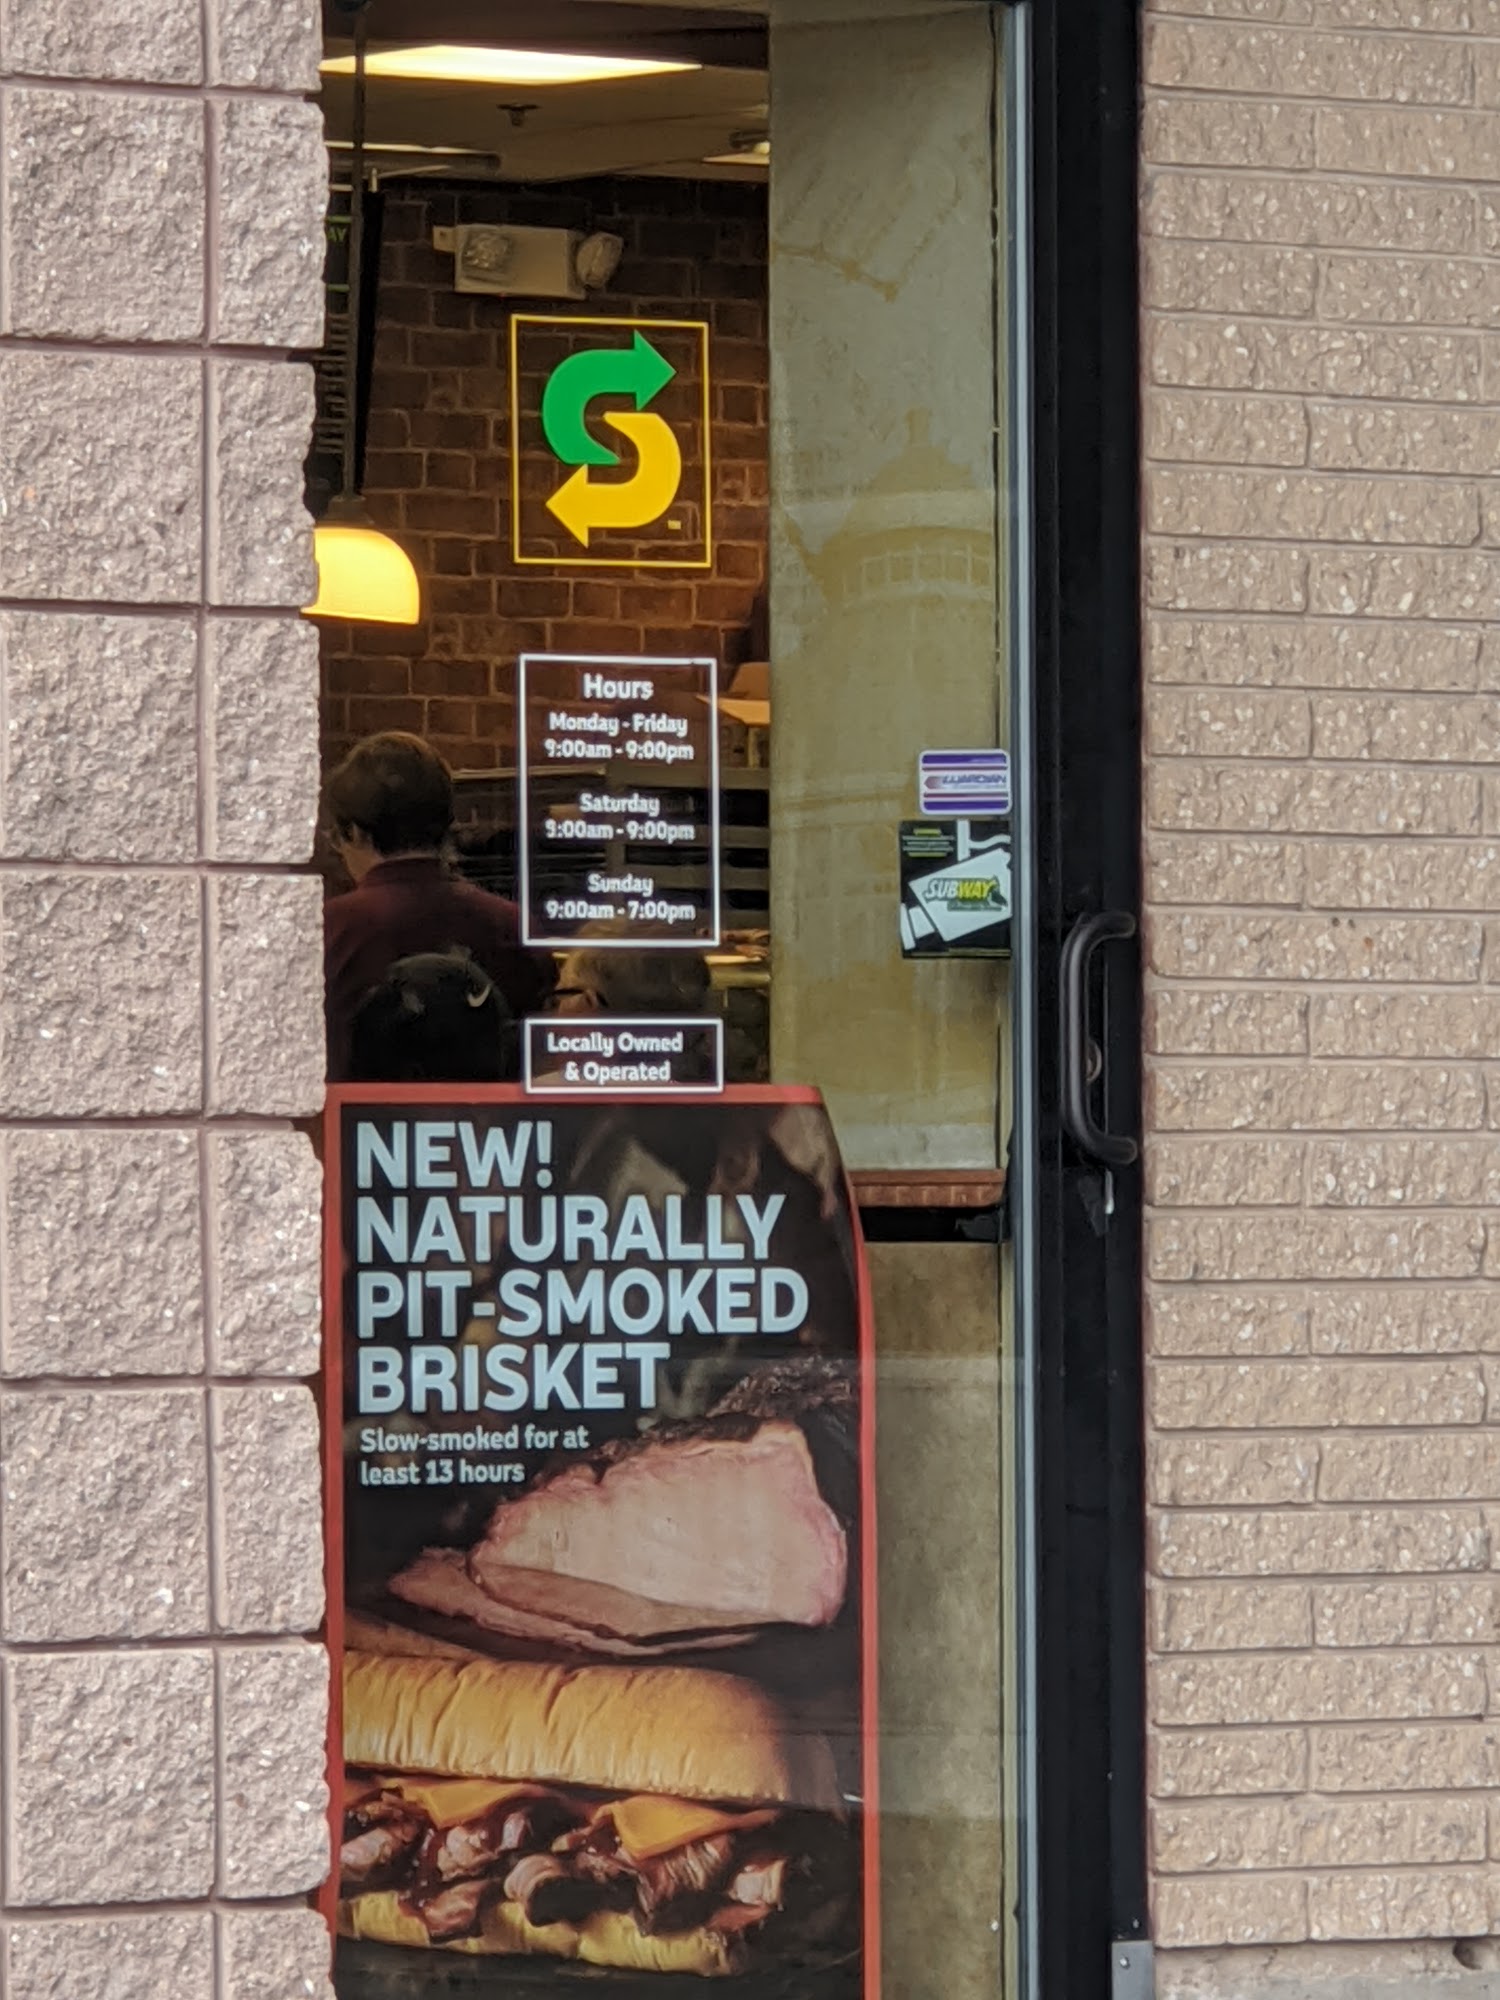 Hours
Monday - Friday
9:00am - 9:00pm
Saturday
9:00am - 9:00pm
Sunday
9:00am - 7:00pm
GUARDIAN
SUBWAY
Locally Owned
& Operated
NEW!
NATURALLY
PIT-SMOKED
BRISKET
Slow-smoked for at
least 13 hours